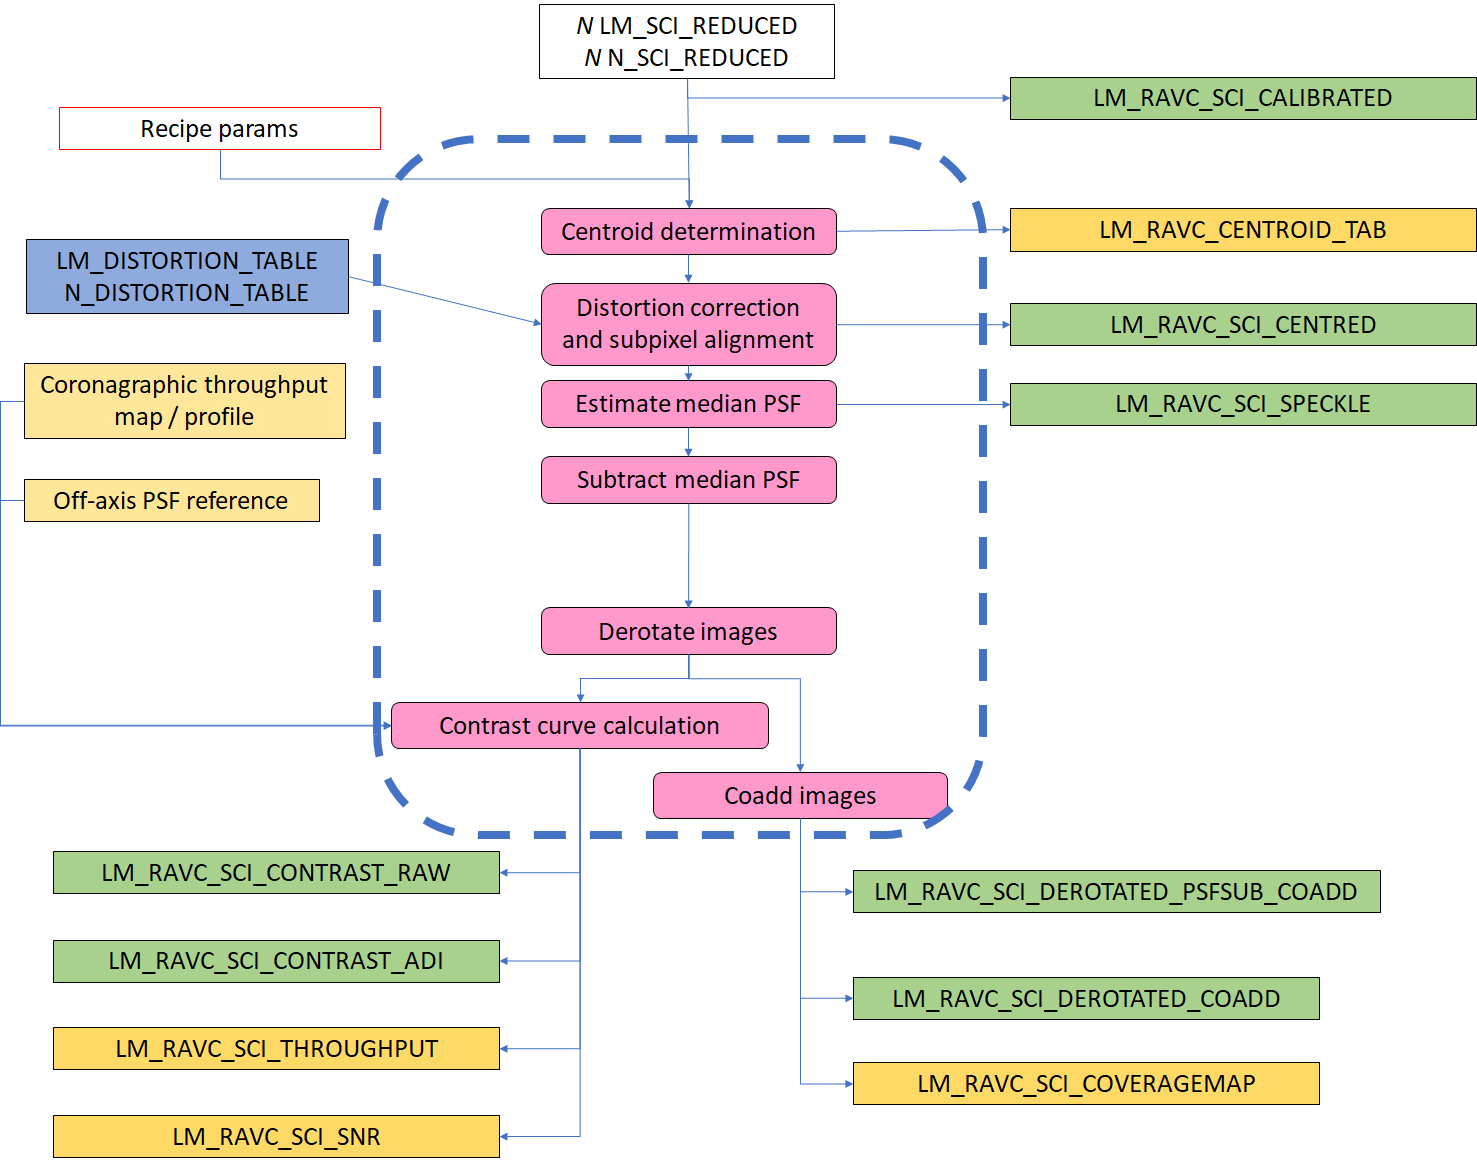 N LM_SCI_REDUCED
N N_SCI_REDUCED
LM_RAVC_SCI_CALIBRATED
Recipe params
Centroid determination
LM_RAVC_CENTROID_TAB
LM_DISTORTION_TABLE
N_DISTORTION_TABLE
Distortion correction
and subpixel alignment
LM_RAVC_SCI_CENTRED
Coronagraphic throughput
map / profile
Estimate median PSF
LM_RAVC_SCI_SPECKLE
Subtract median PSF
Off-axis PSF reference
Derotate images
Contrast curve calculation
Coadd images
LM_RAVC_SCI_CONTRAST_RAW
LM_RAVC_SCI_DEROTATED_PSFSUB_COADD
LM_RAVC_SCI_CONTRAST_ADI
LM_RAVC_SCI_DEROTATED_COADD
LM_RAVC_SCI_THROUGHPUT
LM_RAVC_SCI_COVERAGEMAP
LM_RAVC_SCI_SNR